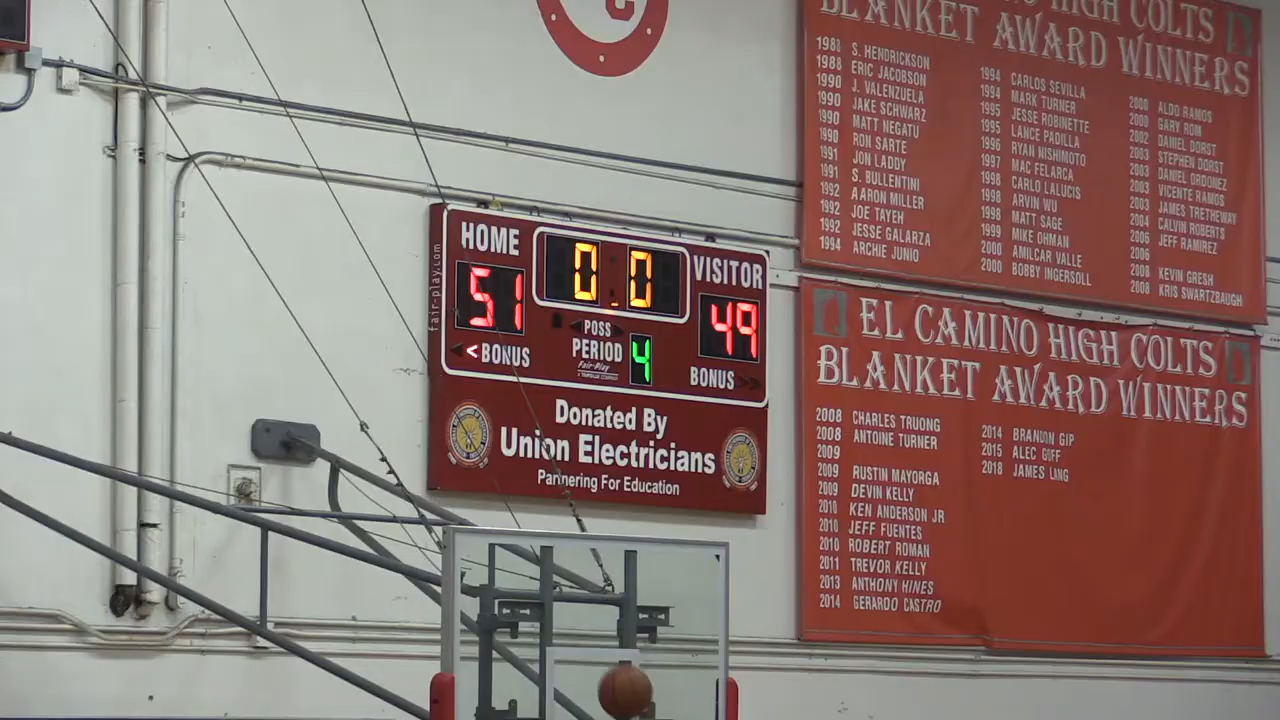 C
EL CAMINO HIGH COLTS
BLANKET AWARD WINNERS
1988 S. HENDRICKSON
1988 ERIC JACOBSON
1990 J. VALENZUELA
1990 JAKE SCHWARZ
1990 MATT NEGATU
1990 RON SARTE
1991 JON LADDY
1991 S. BULLENTINI
1992 AARON MILLER
1992 JOE TAYEH
1992 JESSE GALARZA
1994 ARCHIE JUNIO
1994 CARLOS SEVILLA
1994 MARK TURNER
1995 JESSE ROBINETTE
1995 LANCE PADILLA
1996 RYAN NISHIMOTO
1997 MAC FELARCA
1998 CARLO LALUCIS
1998 ARVIN WU
1998 MATT SAGE
1999 MIKE OHMAN
2000 AMILCAR VALLE
2000 BOBBY INGERSOLL
2000 ALDO RAMOS
2000 GARY ROM
2002 DANIEL DORST
2003 STEPHEN DORST
2003 DANIEL ORDONEZ
2003 VICENTE RAMOS
2003 JAMES TRETHEWAY
2004 CALVIN ROBERTS
2006 JEFF RAMIREZ
2006
2008 KEVIN GRESH
2008 KRIS SWARTZBAUGH
fair-play.com
HOME
0 0
VISITOR
51
49
POSS
<BONUS
PERIOD 4
BONUS
Fair-Play
Donated By
Union Electricians
Partnering For Education
EL CAMINO HIGH COLTS
BLANKET AWARD WINNERS
2008 CHARLES TRUONG
2008 ANTOINE TURNER
2009
2009 RUSTIN MAYORGA
2009 DEVIN KELLY
2010 KEN ANDERSON JR
2010 JEFF FUENTES
2010 ROBERT ROMAN
2011 TREVOR KELLY
2013 ANTHONY HINES
2014 GERARDO CASTRO
2014 BRANDON GIP
2015 ALEC GOFF
2018 JAMES LANG